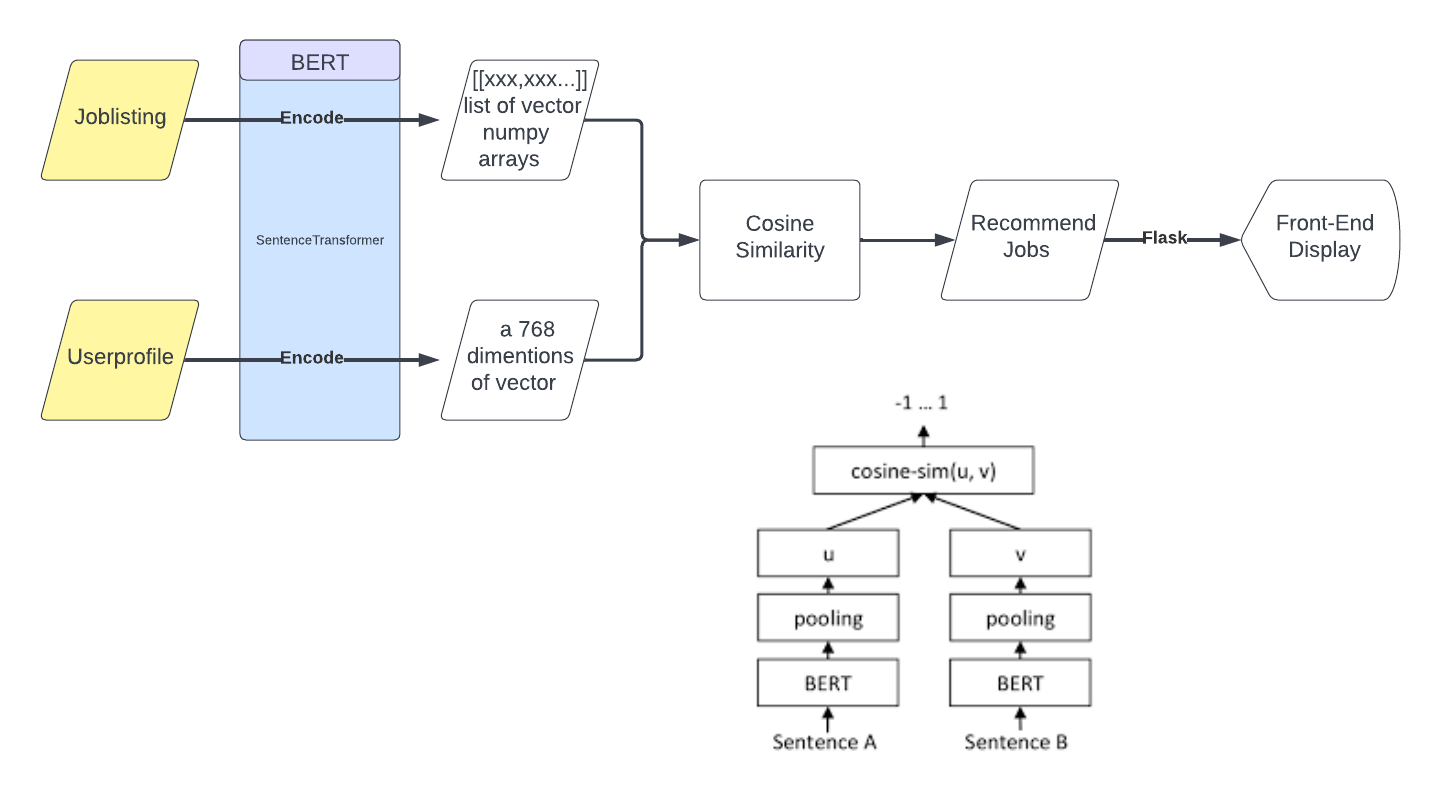 BERT
Joblisting
Encode
[[xxx,xxx...]]
list of vector
numpy
arrays
SentenceTransformer
Userprofile
Encode
a 768
dimentions
of vector
Cosine
Similarity
Recommend
Jobs
Flask
Front-End
Display
-1 ... 1
cosine-sim(u, v)
u
v
pooling
pooling
BERT
BERT
Sentence A
Sentence B